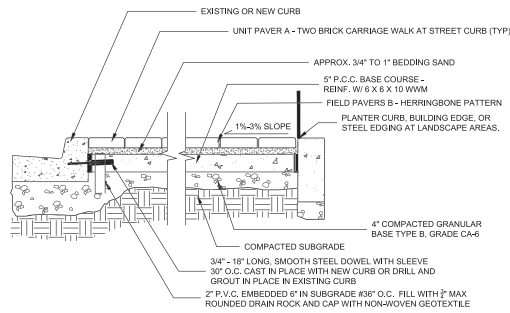 EXISTING OR NEW CURB
UNIT PAVER A - TWO BRICK CARRIAGE WALK AT STREET CURB (TYP)
APPROX. 3/4" TO 1" BEDDING SAND
5" P.C.C. BASE COURSE -
REINF. W/ 6 X 6 X 10 WWM
FIELD PAVERS B - HERRINGBONE PATTERN
1%-3% SLOPE
PLANTER CURB, BUILDING EDGE, OR
STEEL EDGING AT LANDSCAPE AREAS.
4" COMPACTED GRANULAR
BASE TYPE B, GRADE CA-6
COMPACTED SUBGRADE
3/4" - 18" LONG, SMOOTH STEEL DOWEL WITH SLEEVE
30" O.C. CAST IN PLACE WITH NEW CURB OR DRILL AND
GROUT IN PLACE IN EXISTING CURB
2" P.V.C. EMBEDDED 6" IN SUBGRADE #36" O.C. FILL WITH MAX
ROUNDED DRAIN ROCK AND CAP WITH NON-WOVEN GEOTEXTILE